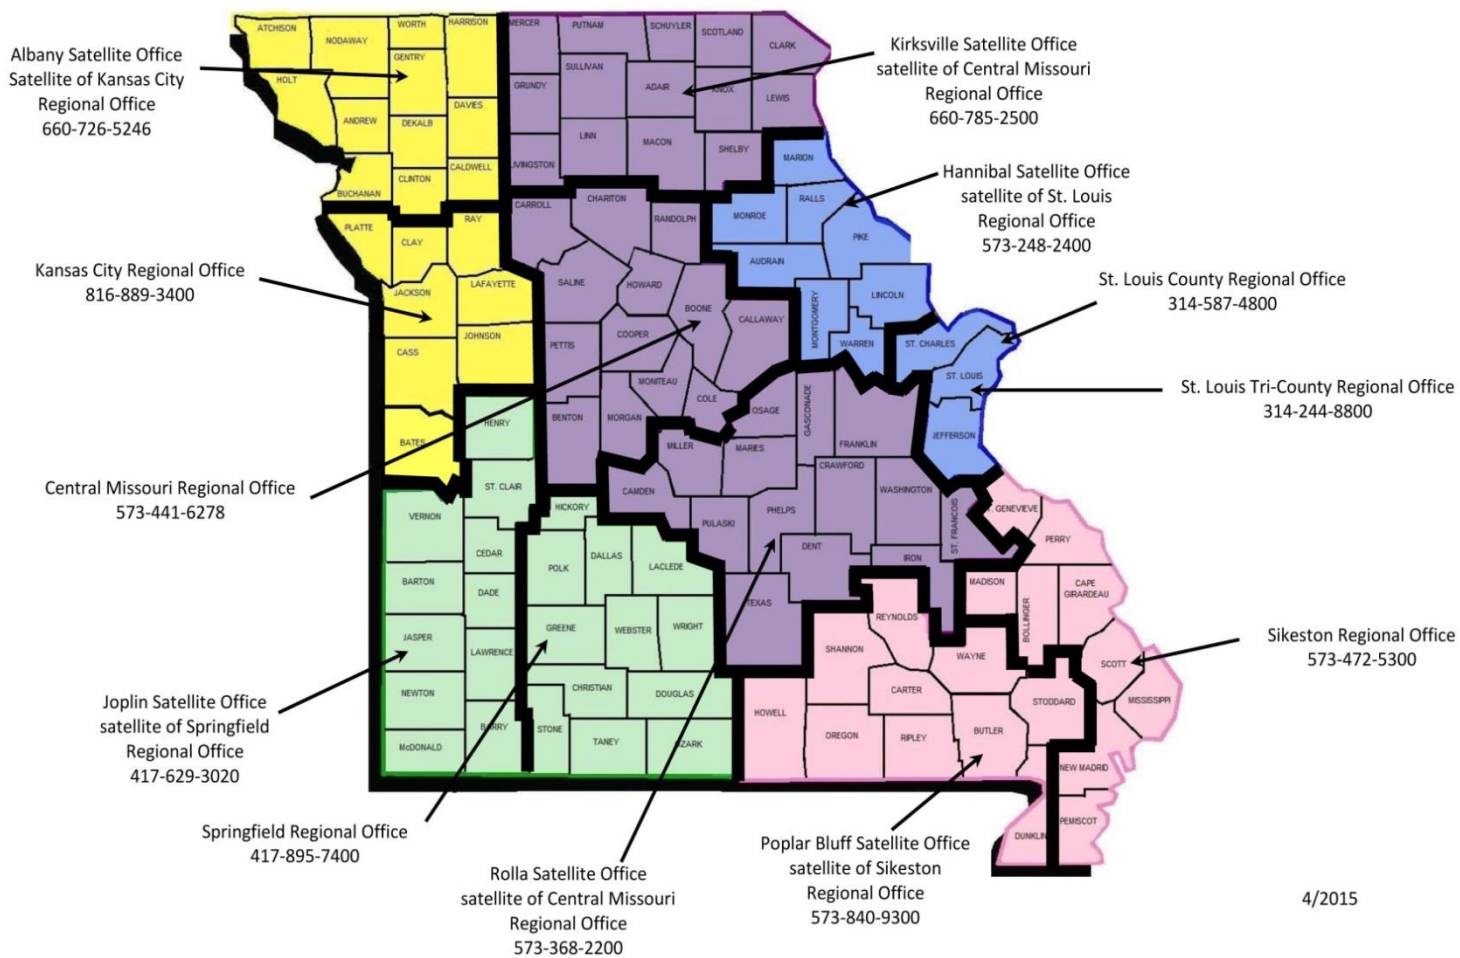 Albany Satellite Office
Satellite of Kansas City
Regional Office
660-726-5246
Kansas City Regional Office
816-889-3400
Central Missouri Regional Office
573-441-6278
Joplin Satellite Office
satellite of Springfield
Regional Office
417-629-3020
Springfield Regional Office
417-895-7400
Rolla Satellite Office
satellite of Central Missouri
Regional Office
573-368-2200
Poplar Bluff Satellite Office
satellite of Sikeston
Regional Office
573-840-9300
Kirksville Satellite Office
satellite of Central Missouri
Regional Office
660-785-2500
Hannibal Satellite Office
satellite of St. Louis
Regional Office
573-248-2400
St. Louis County Regional Office
314-587-4800
St. Louis Tri-County Regional Office
314-244-8800
Sikeston Regional Office
573-472-5300
4/2015
ATCHISON
NODAWAY
WORTH
HARRISON
GENTRY
HOLT
ANDREW
DEKALB
DAVIES
BUCHANAN
CLINTON
CALDWELL
MERCER
PUTNAM
SCHUYLER
SCOTLAND
CLARK
SULLIVAN
GRUNDY
ADAIR
KNOX
LEWIS
LINN
MACON
SHELBY
LIVINGSTON
MARION
MONROE
RALLS
PIKE
AUDRAIN
MONTGOMERY
LINCOLN
WARREN
ST. CHARLES
ST. LOUIS
JEFFERSON
PLATTE
CLAY
RAY
JACKSON
LAFAYETTE
CASS
JOHNSON
BATES
CARROLL
CHARITON
RANDOLPH
SALINE
HOWARD
BOONE
CALLAWAY
PETTIS
COOPER
MONITEAU
COLE
BENTON
MORGAN
OSAGE
GASCONADE
FRANKLIN
MILLER
MARIES
CAMDEN
PULASKI
PHELPS
CRAWFORD
WASHINGTON
ST. FRANCOIS
DENT
IRON
TEXAS
HENRY
ST. CLAIR
VERNON
CEDAR
BARTON
DADE
JASPER
LAWRENCE
NEWTON
BARRY
McDONALD
HICKORY
POLK
DALLAS
LACLEDE
GREENE
WEBSTER
WRIGHT
CHRISTIAN
DOUGLAS
STONE
TANEY
OZARK
GENEVIEVE
PERRY
MADISON
BOLLINGER
CAPE
GIRARDEAU
REYNOLDS
SHANNON
WAYNE
SCOTT
CARTER
STODDARD
MISSISSIPPI
HOWELL
OREGON
RIPLEY
BUTLER
NEW MADRID
DUNKLIN
PEMISCOT